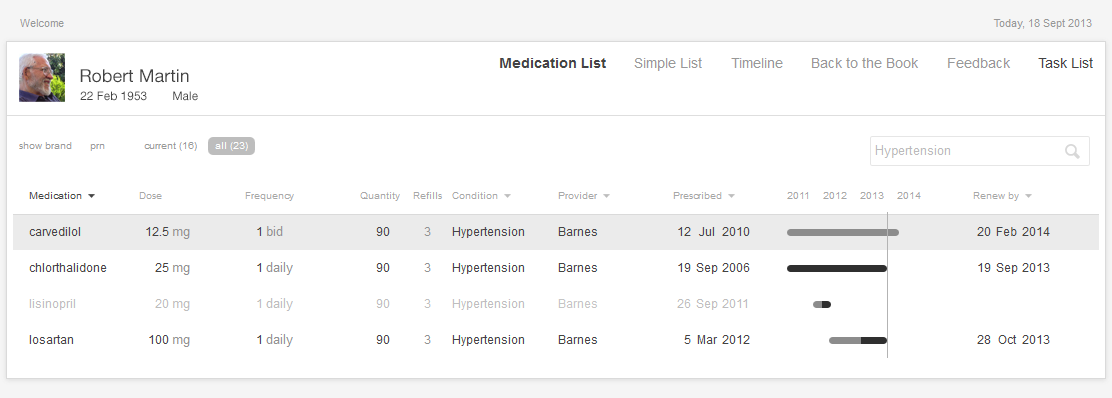 Welcome Today, 18 Sept 2013
Robert Martin
22 Feb 1953 Male
Medication List Simple List Timeline Back to the Book Feedback Task List
show brand prn current (16) all (23) Hypertension
Medication Dose Frequency Quantity Refills Condition Provider Prescribed 2011 2012 2013 2014 Renew by
carvedilol 12.5 mg 1 bid 90 3 Hypertension Barnes 12 Jul 2010 20 Feb 2014
chlorthalidone 25 mg 1 daily 90 3 Hypertension Barnes 19 Sep 2006 19 Sep 2013
lisinopril 20 mg 1 daily 90 3 Hypertension Barnes 26 Sep 2011
losartan 100 mg 1 daily 90 3 Hypertension Barnes 5 Mar 2012 28 Oct 2013